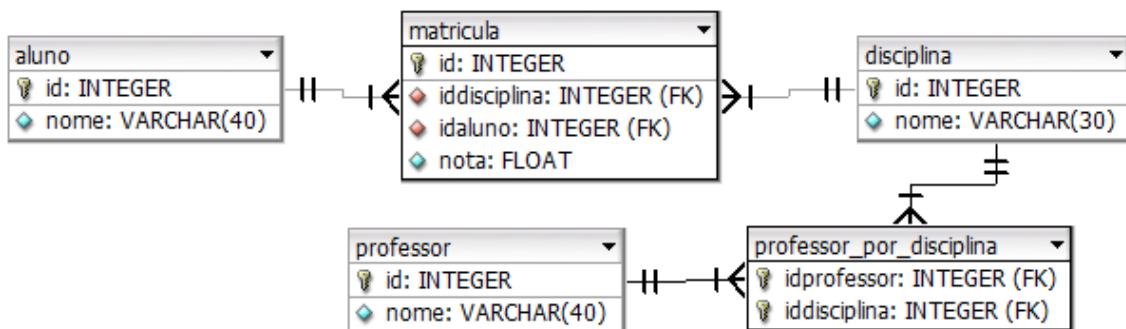 aluno
id: INTEGER
nome: VARCHAR(40)
matricula
id: INTEGER
iddisciplina: INTEGER (FK)
idaluno: INTEGER (FK)
nota: FLOAT
disciplina
id: INTEGER
nome: VARCHAR(30)
professor
id: INTEGER
nome: VARCHAR(40)
professor_por_disciplina
idprofessor: INTEGER (FK)
iddisciplina: INTEGER (FK)